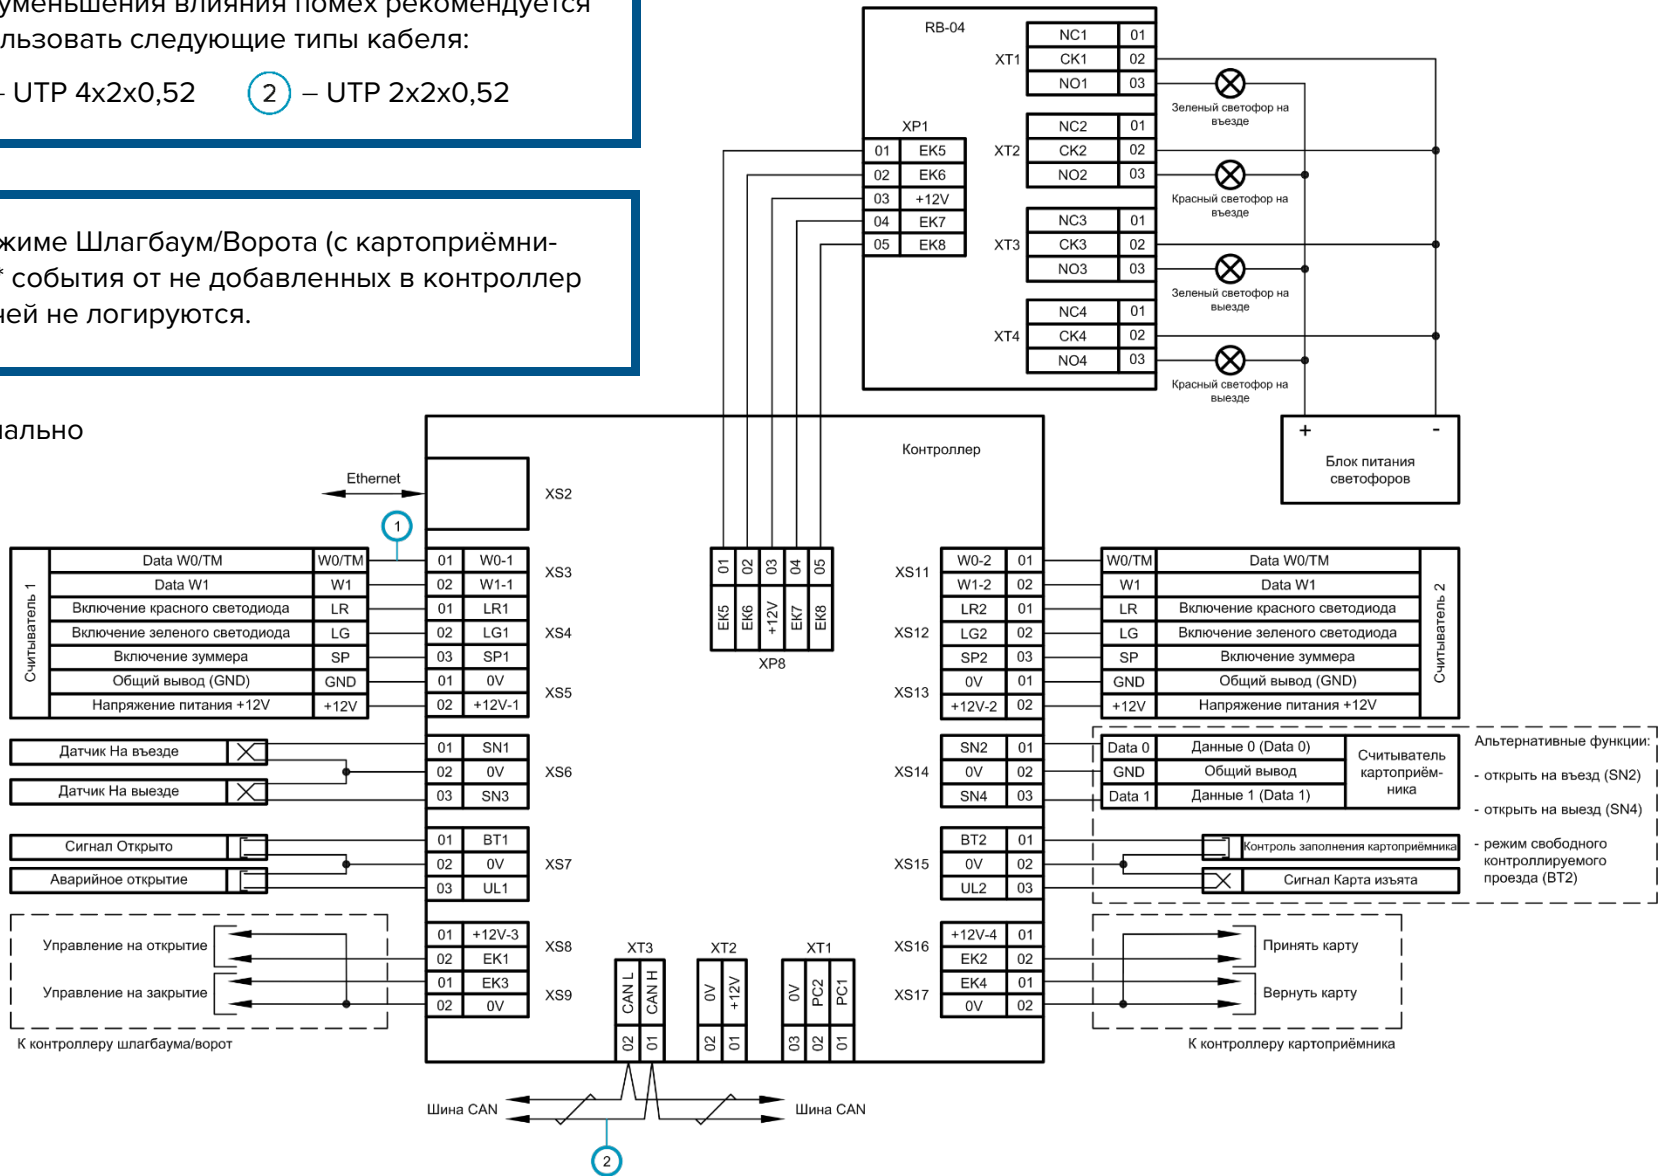 уменьшения влияния помех рекомендуется
льзовать следующие типы кабеля:
– UTP 4x2x0,52
2 – UTP 2x2x0,52
жиме Шлагбаум/Ворота (с картоприёмни-
* события от не добавленных в контроллер
чей не логируются.
ально
RB-04
XT1
NC1 01
CK1 02
NO1 03
Зеленый светофор на
въезде
XT2
NC2 01
CK2 02
NO2 03
Красный светофор на
въезде
XT3
NC3 01
CK3 02
NO3 03
Зеленый светофор на
выезде
XT4
NC4 01
CK4 02
NO4 03
Красный светофор на
выезде
XP1
01 EK5
02 EK6
03 +12V
04 EK7
05 EK8
+ -
Блок питания
светофоров
Контроллер
Ethernet
XS2
1
Считыватель 1
Data W0/TM W0/TM 01 W0-1
Data W1 W1 02 W1-1
XS3
Включение красного светодиода LR 01 LR1
Включение зеленого светодиода LG 02 LG1
Включение зуммера SP 03 SP1
XS4
Общий вывод (GND) GND 01 0V
Напряжение питания +12V +12V 02 +12V-1
XS5
Датчик На въезде
Датчик На выезде
01 SN1
02 0V
03 SN3
XS6
Сигнал Открыто
Аварийное открытие
01 BT1
02 0V
03 UL1
XS7
Управление на открытие
Управление на закрытие
01 +12V-3
02 EK1
XS8
01 EK3
02 0V
XS9
К контроллеру шлагбаума/ворот
01 02 03 04 05
EK5 EK6 +12V EK7 EK8
XP8
XT3
CAN L CAN H
02 01
XT2
0V +12V
02 01
XT1
0V PC2 PC1
03 02 01
Шина CAN
Шина CAN
2
XS11
W0-2 01 W0/TM Data W0/TM
W1-2 02 W1 Data W1
XS12
LR2 01 LR Включение красного светодиода
LG2 02 LG Включение зеленого светодиода
SP2 03 SP Включение зуммера
XS13
0V 01 GND Общий вывод (GND)
+12V-2 02 +12V Напряжение питания +12V
Считыватель 2
XS14
SN2 01 Data 0 Данные 0 (Data 0)
0V 02 GND Общий вывод
SN4 03 Data 1 Данные 1 (Data 1)
Считыватель
картоприём-
ника
Альтернативные функции:
- открыть на въезд (SN2)
- открыть на выезд (SN4)
- режим свободного
контроллируемого
проезда (BT2)
XS15
BT2 01
0V 02
UL2 03
Контроль заполнения картоприёмника
Сигнал Карта изъята
XS16
+12V-4 01
EK2 02
XS17
EK4 01
0V 02
Принять карту
Вернуть карту
К контроллеру картоприёмника